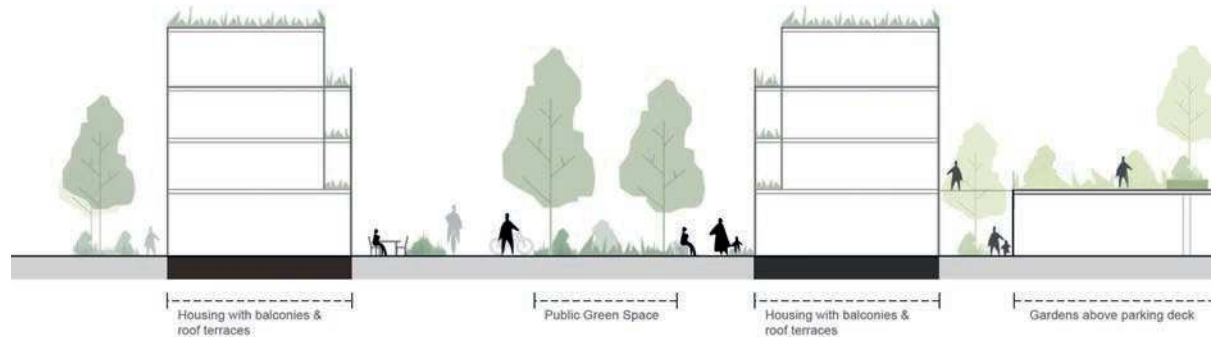 Housing with balconies &
roof terraces
Public Green Space
Housing with balconies &
roof terraces
Gardens above parking deck